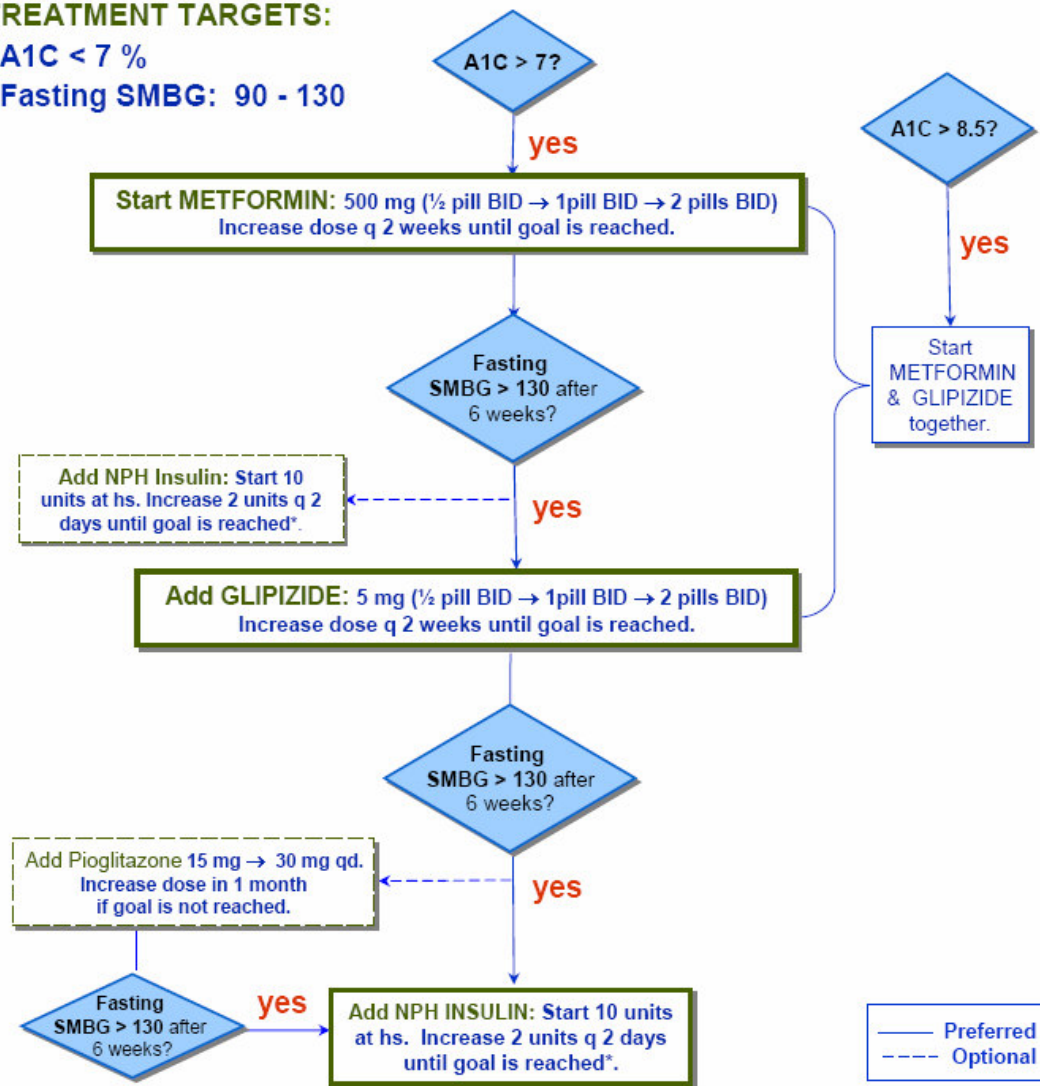 REATMENT TARGETS:
A1C < 7 %
Fasting SMBG: 90 - 130
A1C > 7?
A1C > 8.5?
yes
Start METFORMIN: 500 mg (½ pill BID → 1pill BID → 2 pills BID)
Increase dose q 2 weeks until goal is reached.
yes
Fasting
SMBG > 130 after
6 weeks?
Start
METFORMIN
& GLIPIZIDE
together.
Add NPH Insulin: Start 10
units at hs. Increase 2 units q 2
days until goal is reached*.
yes
Add GLIPIZIDE: 5 mg (½ pill BID → 1pill BID → 2 pills BID)
Increase dose q 2 weeks until goal is reached.
Fasting
SMBG > 130 after
6 weeks?
Add Pioglitazone 15 mg → 30 mg qd.
Increase dose in 1 month
if goal is not reached.
yes
Fasting
SMBG > 130 after
6 weeks?
yes
Add NPH INSULIN: Start 10 units
at hs. Increase 2 units q 2 days
until goal is reached*.
Preferred
Optional